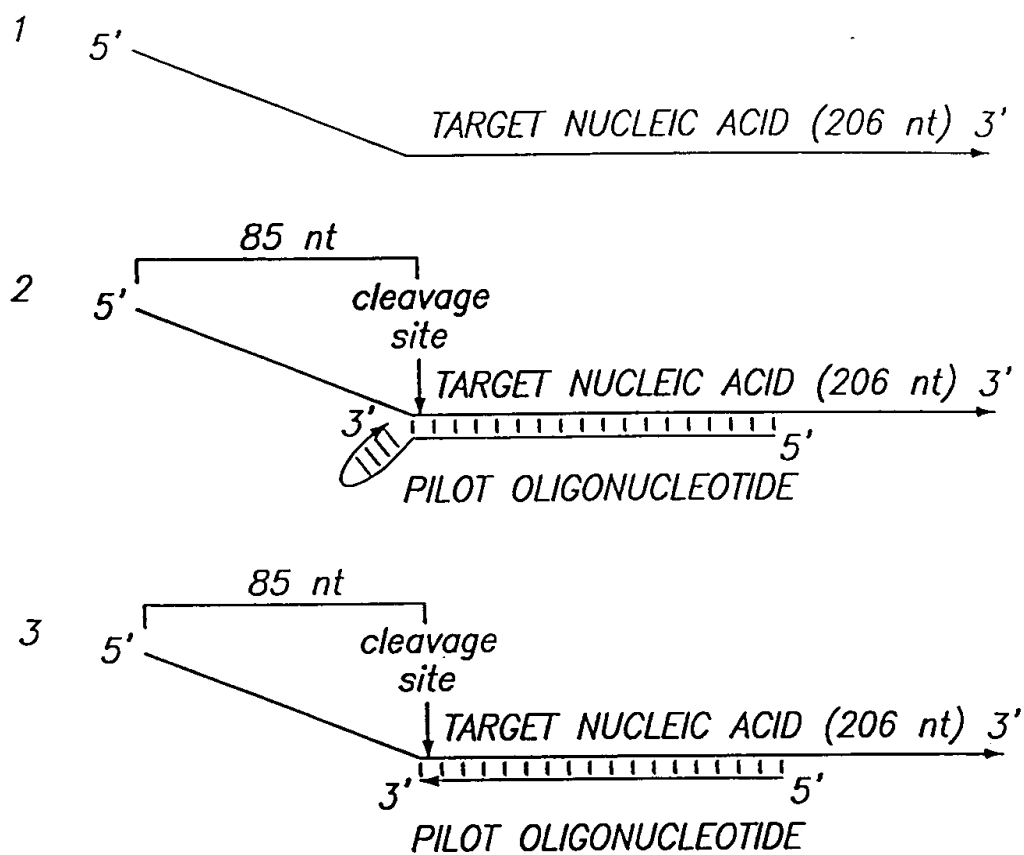 1
5'
TARGET NUCLEIC ACID (206 nt) 3'
85 nt
2
5'
cleavage
site
TARGET NUCLEIC ACID (206 nt) 3'
3'
5'
PILOT OLIGONUCLEOTIDE
85 nt
3
5'
cleavage
site
TARGET NUCLEIC ACID (206 nt) 3'
3'
5'
PILOT OLIGONUCLEOTIDE